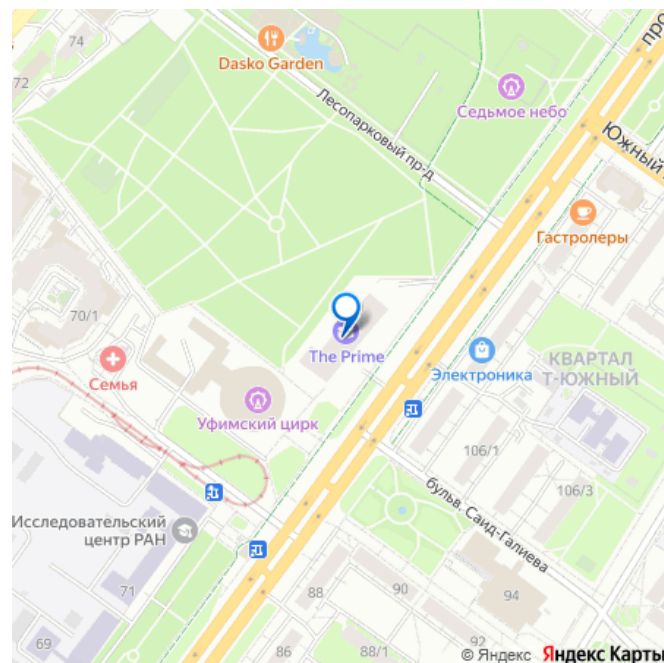 74
72
Dasko Garden
Седьмое небо
Лесопарковый пр-д
Гастролеры
70/1
Семья
The Prime
Электроника
КВАРТАЛ
Т-ЮЖНЫЙ
Уфимский цирк
106/1
106/3
бульв. Саид-Галиева
Исследовательский
центр РАН
71
69
88
90
94
92
86
88/1
© Яндекс Яндекс Карты